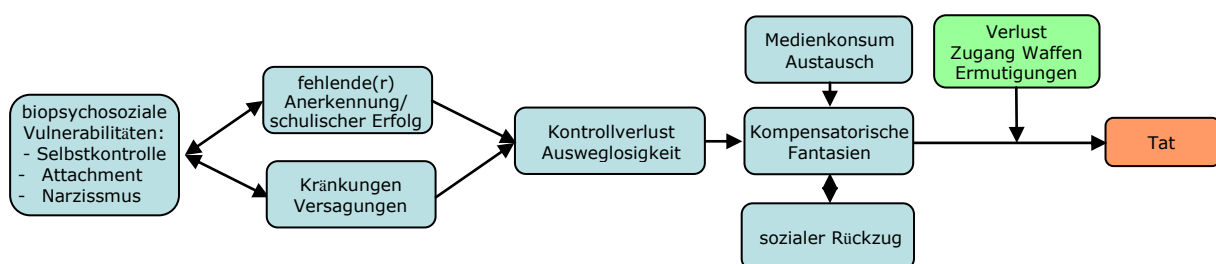 biopsychosoziale
Vulnerabilitäten:
- Selbstkontrolle
- Attachment
- Narzissmus
fehlende(r)
Anerkennung/
schulischer Erfolg
Kränkungen
Versagungen
Kontrollverlust
Ausweglosigkeit
Medienkonsum
Austausch
Kompensatorische
Fantasien
sozialer Rückzug
Verlust
Zugang Waffen
Ermutigungen
Tat